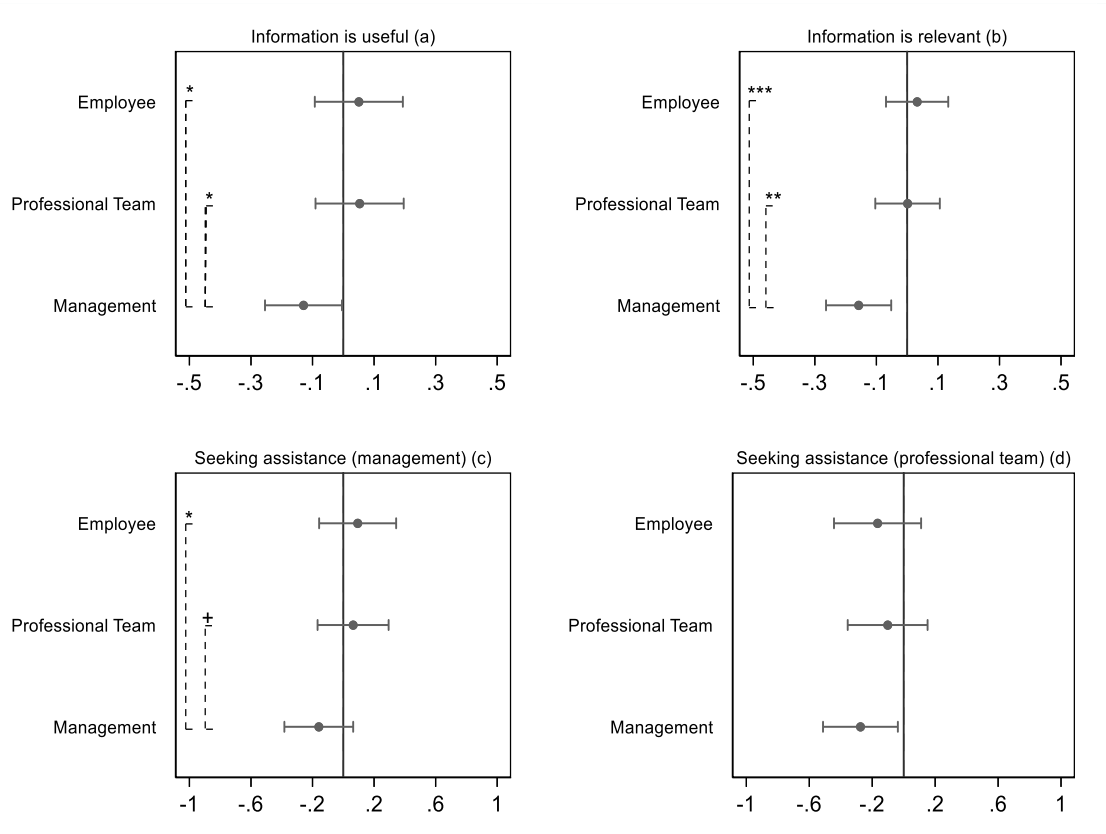 Information is useful (a)
*
Employee
*
Professional Team
Management
-.5 -.3 -.1 .1 .3 .5
Information is relevant (b)
***
Employee
**
Professional Team
Management
-.5 -.3 -.1 .1 .3 .5
Seeking assistance (management) (c)
*
Employee
+
Professional Team
Management
-1 -.6 -.2 .2 .6 1
Seeking assistance (professional team) (d)
Employee
Professional Team
Management
-1 -.6 -.2 .2 .6 1